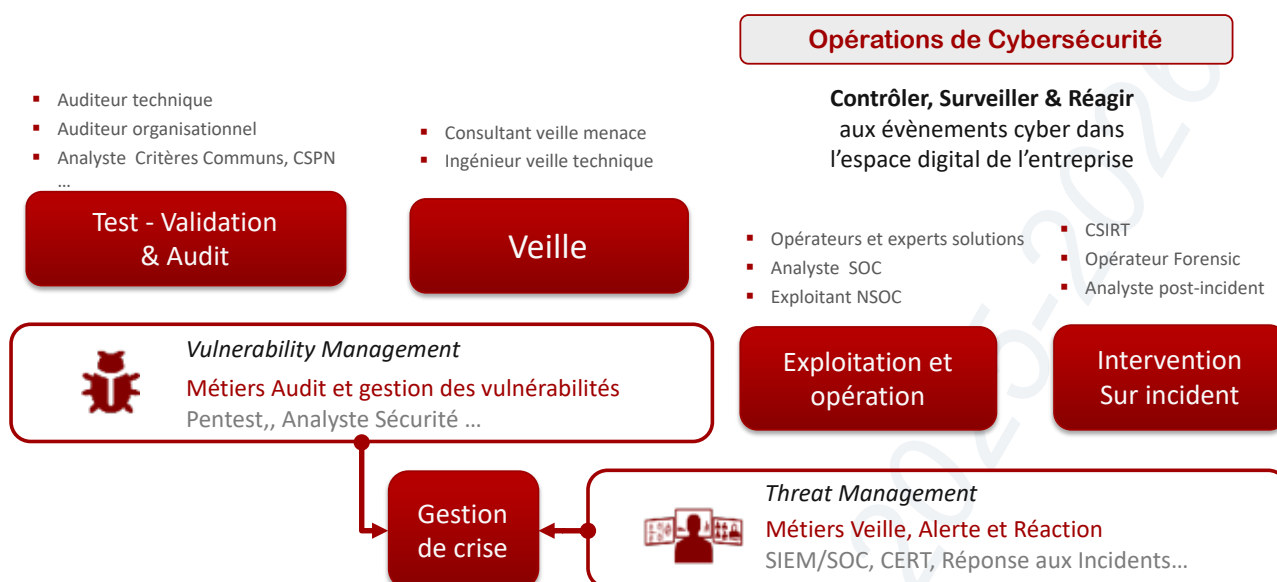 Opérations de Cybersécurité
Contrôler, Surveiller & Réagir
aux évènements cyber dans
l'espace digital de l'entreprise
▪ Auditeur technique
▪ Auditeur organisationnel
▪ Analyste Critères Communs, CSPN
...
Test - Validation
& Audit
▪ Consultant veille menace
▪ Ingénieur veille technique
Veille
▪ Opérateurs et experts solutions
▪ Analyste SOC
▪ Exploitant NSOC
Exploitation et
opération
▪ CSIRT
▪ Opérateur Forensic
▪ Analyste post-incident
Intervention
Sur incident
Vulnerability Management
Métiers Audit et gestion des vulnérabilités
Pentest,, Analyste Sécurité ...
Gestion
de crise
Threat Management
Métiers Veille, Alerte et Réaction
SIEM/SOC, CERT, Réponse aux Incidents...
2025-2026